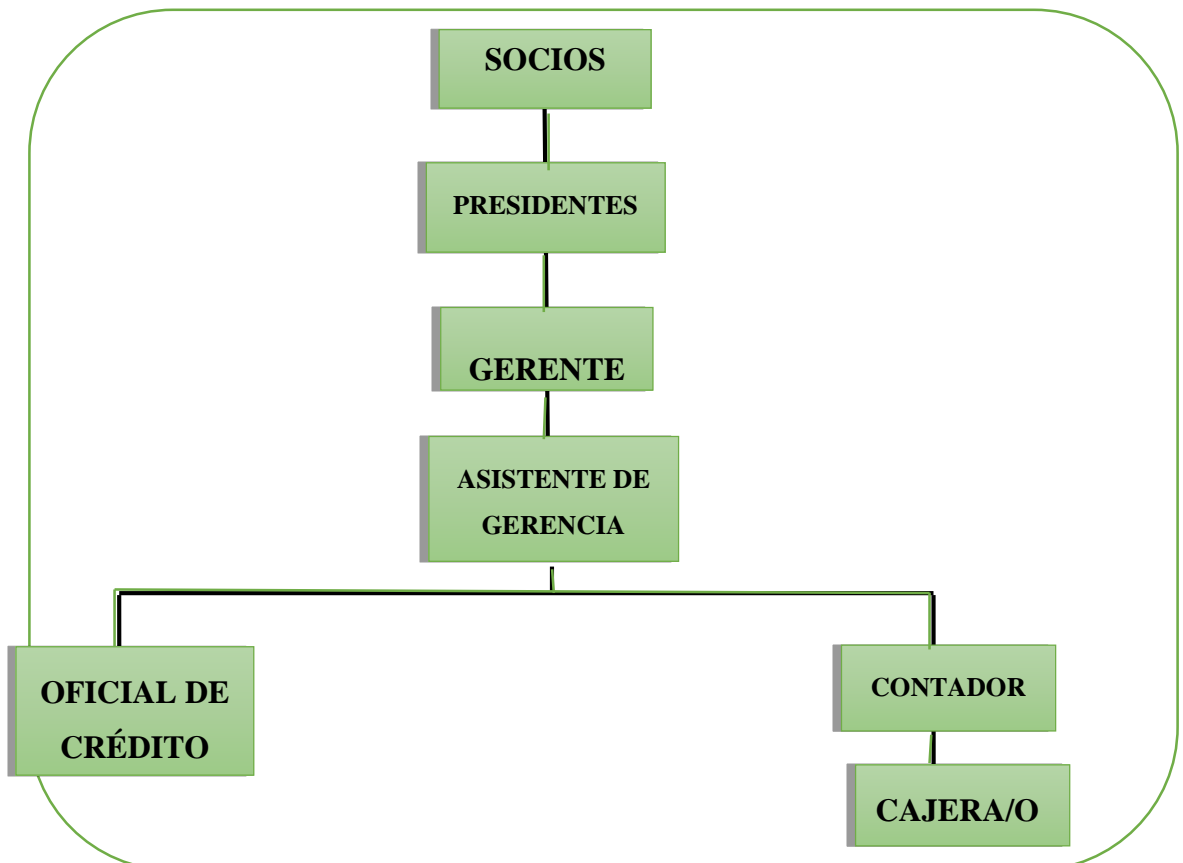 SOCIOS
PRESIDENTES
GERENTE
ASISTENTE DE
GERENCIA
OFICIAL DE
CRÉDITO
CONTADOR
CAJERA/O